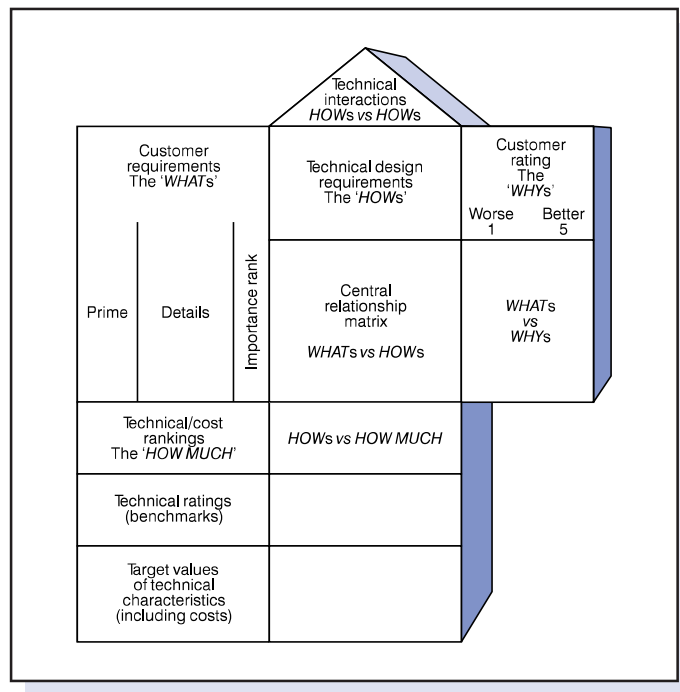 Technical
interactions
HOWs vs HOWs
Customer
requirements
The ‘WHATs’
Technical design
requirements
The ‘HOWs’
Customer
rating
The
‘WHYs’
Worse Better
1 5
Prime
Details
Importance rank
Central
relationship
matrix
WHATs vs HOWs
WHATs
vs
WHYs
Technical/cost
rankings
The ‘HOW MUCH’
HOWs vs HOW MUCH
Technical ratings
(benchmarks)
Target values
of technical
characteristics
(including costs)